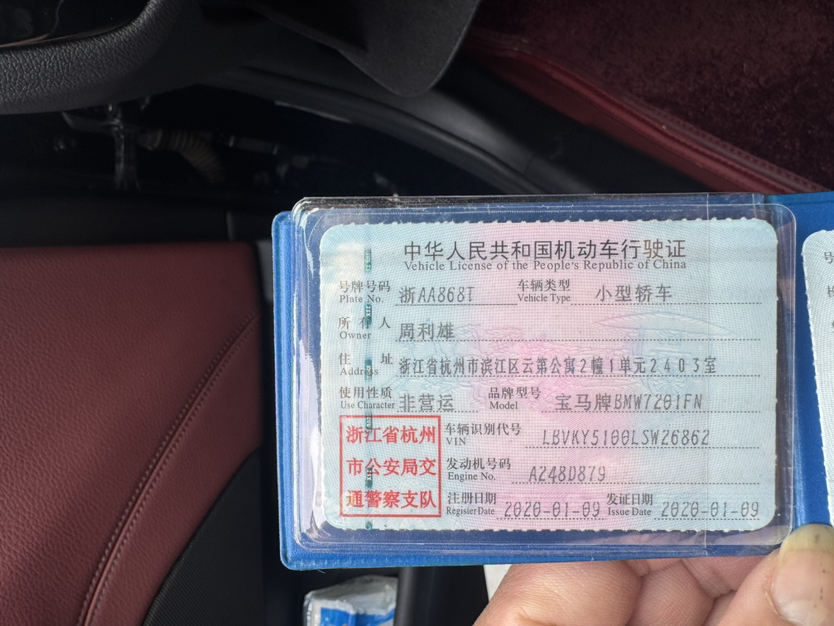 中华人民共和国机动车行驶证
Vehicle License of the People's Republic of China
号牌号码 浙AA868T 车辆类型 小型轿车
Plate No. Vehicle Type
所有人 周利雄
Owner
住址 浙江省杭州市滨江区云第公寓2幢1单元2403室
Address
使用性质 非营运 品牌型号 宝马牌BMW7201FN
Use Character Model
浙江省杭州
市公安局交
通警察支队
车辆识别代号 LBVKY5100LSW26862
VIN
发动机号码 A248D879
Engine No.
注册日期 2020-01-09 发证日期 2020-01-09
Register Date Issue Date
号